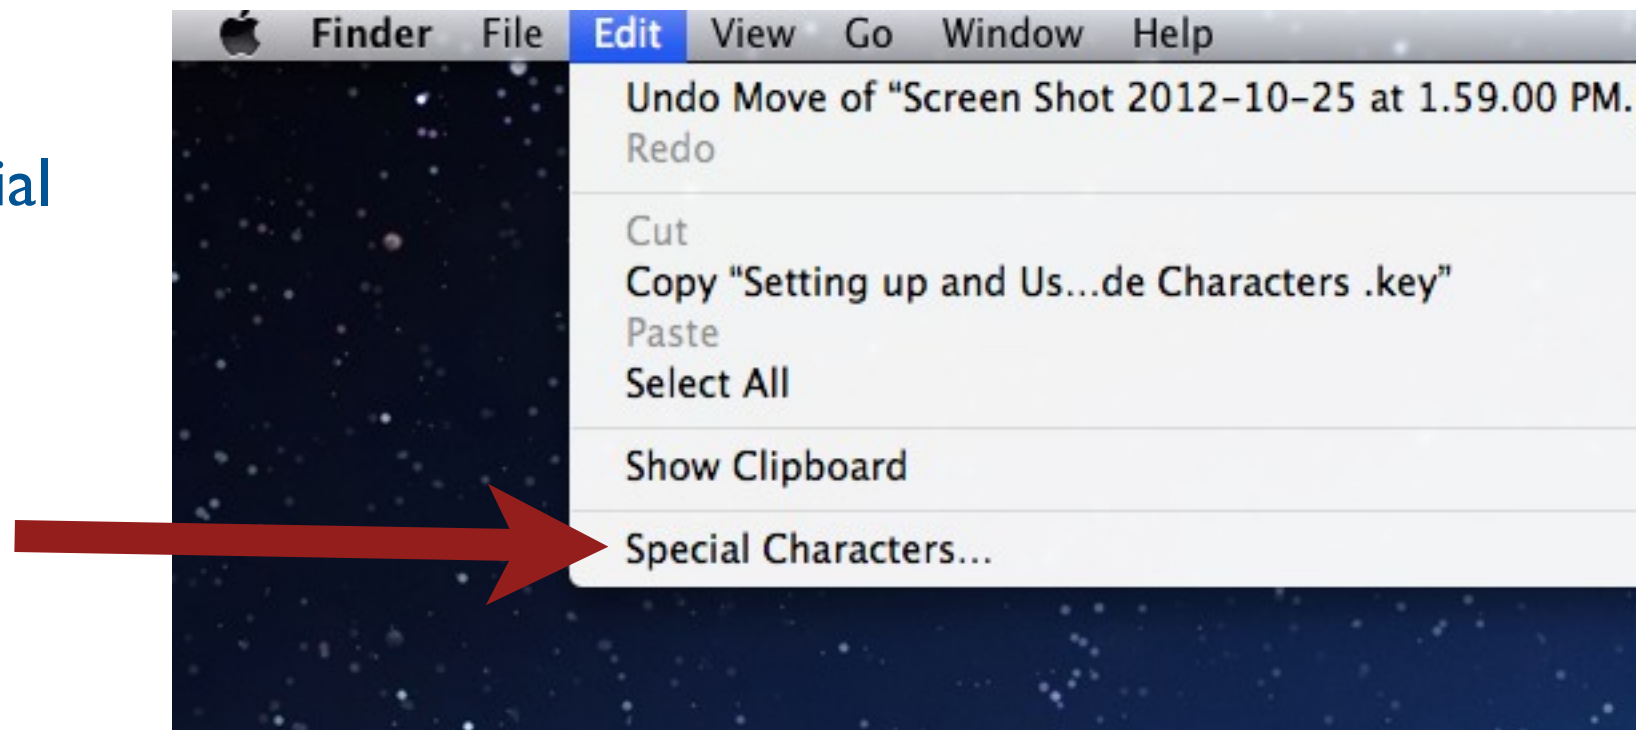 Finder File Edit View Go Window Help
Undo Move of “Screen Shot 2012-10-25 at 1.59.00 PM.
Redo
ial
Cut
Copy “Setting up and Us...de Characters .key”
Paste
Select All
Show Clipboard
Special Characters...